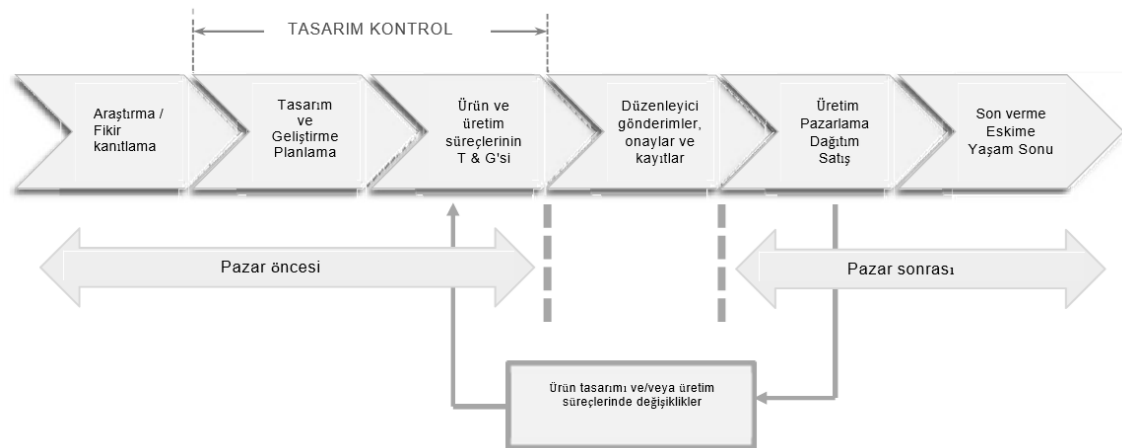 TASARIM KONTROL
Araştırma /
Fikir
kanıtlama
Tasarım
ve
Geliştirme
Planlama
Ürün ve
üretim
süreçlerinin
T & G'si
Düzenleyici
gönderimler,
onaylar ve
kayıtlar
Üretim
Pazarlama
Dağıtım
Satış
Son verme
Eskime
Yaşam Sonu
Pazar öncesi
Pazar sonrası
Ürün tasarımı ve/veya üretim
süreçlerinde değişiklikler